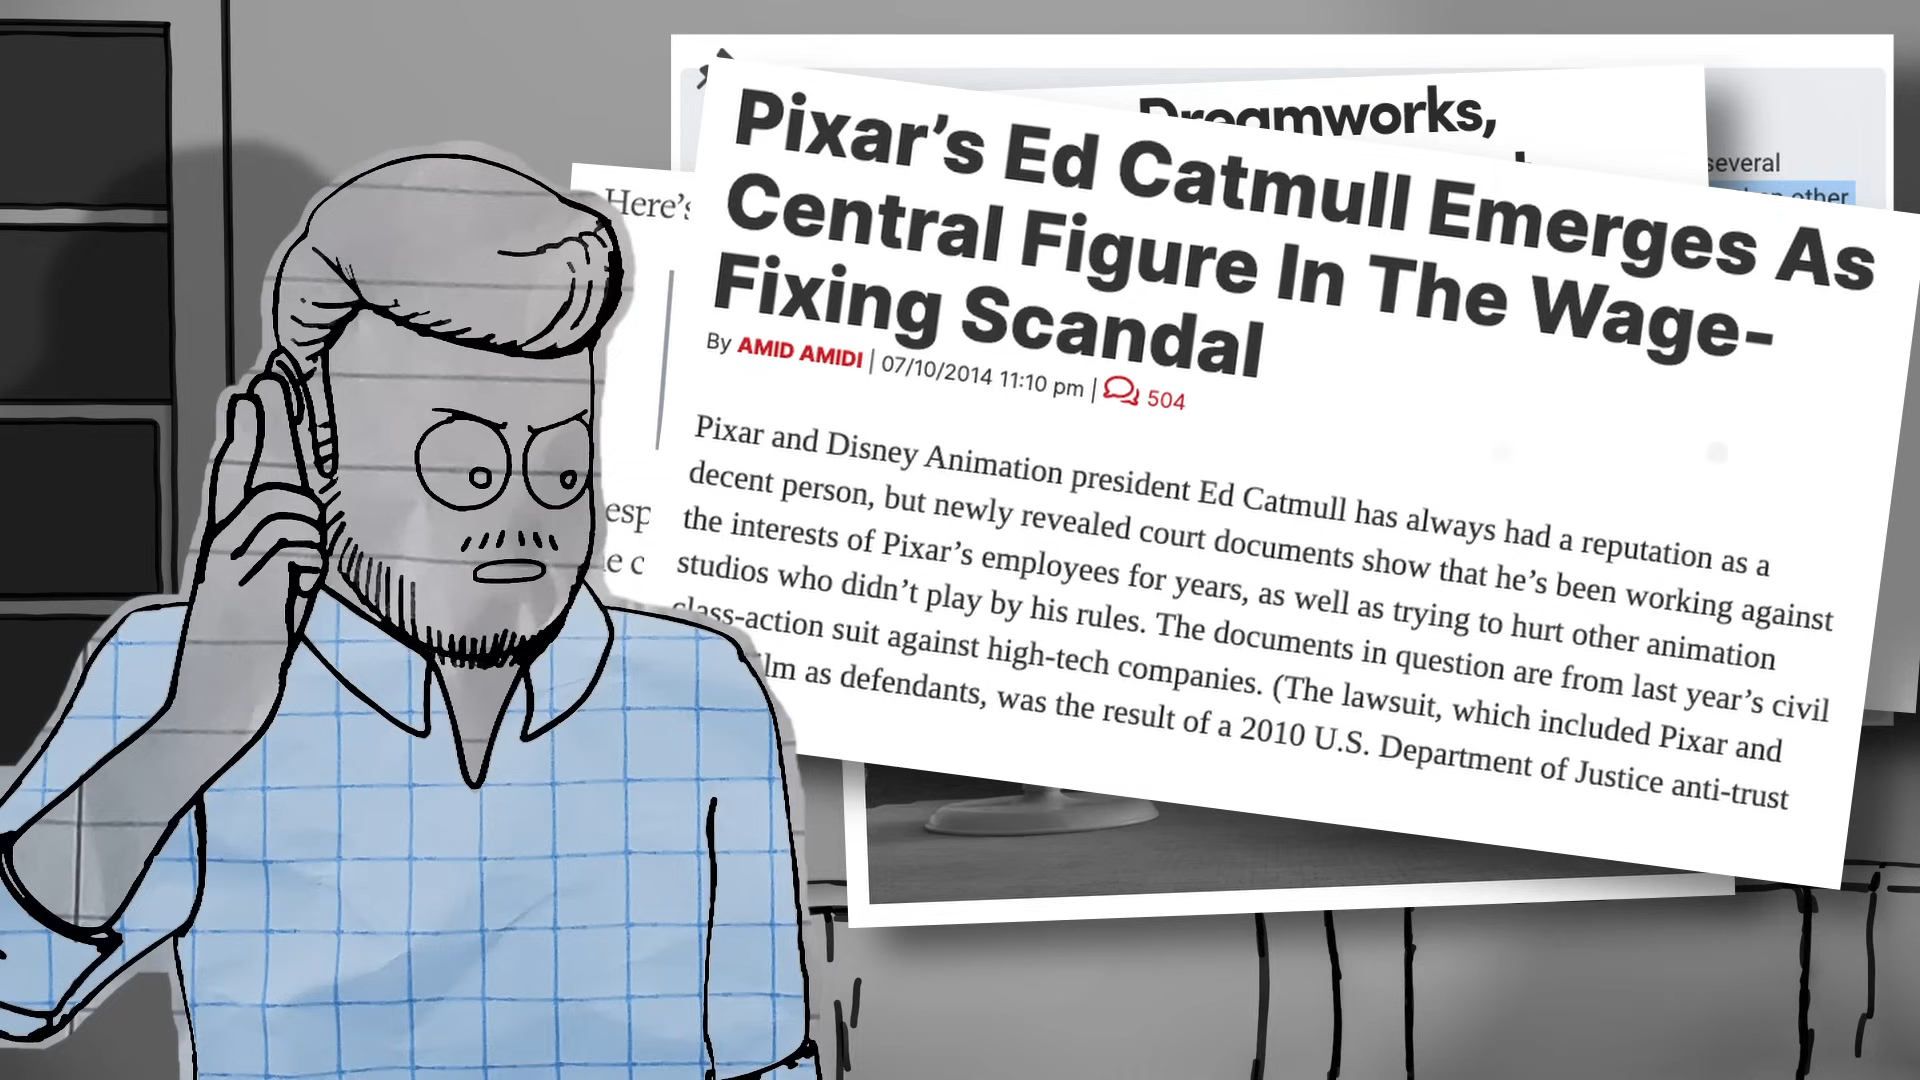 Dreamworks,
several
other
Here's
Pixar’s Ed Catmull Emerges As
Central Figure In The Wage-
Fixing Scandal
By AMID AMIDI | 07/10/2014 11:10 pm | 504
Pixar and Disney Animation president Ed Catmull has always had a reputation as a
decent person, but newly revealed court documents show that he’s been working against
the interests of Pixar’s employees for years, as well as trying to hurt other animation
studios who didn’t play by his rules. The documents in question are from last year’s civil
class-action suit against high-tech companies. (The lawsuit, which included Pixar and
as defendants, was the result of a 2010 U.S. Department of Justice anti-trust